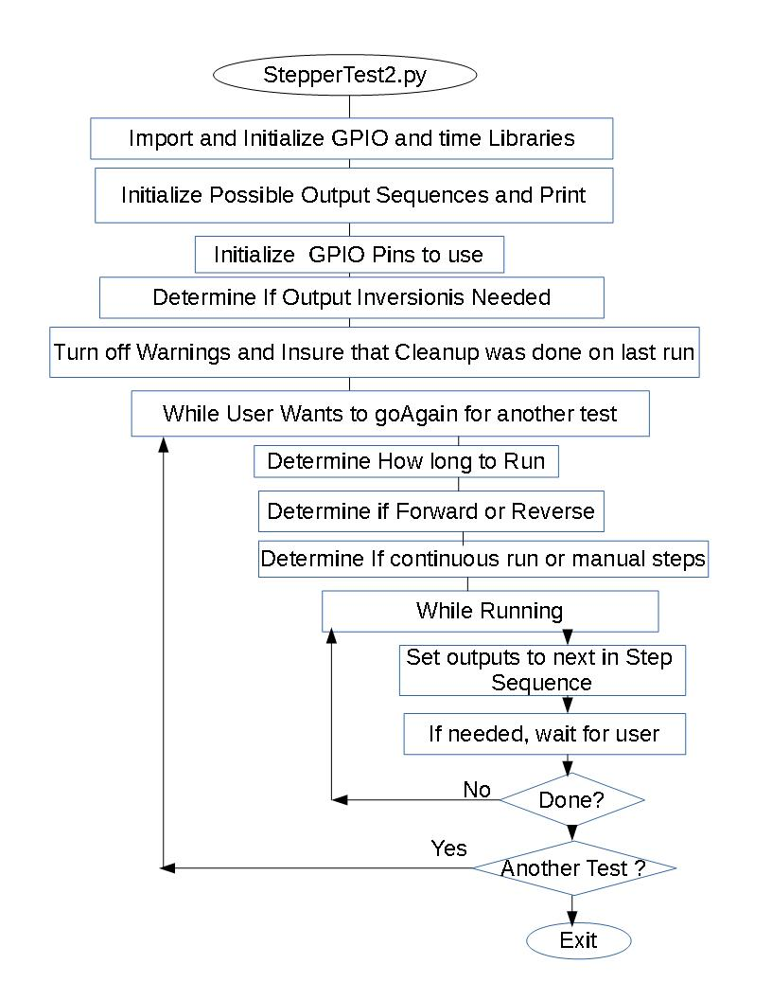 StepperTest2.py
Import and Initialize GPIO and time Libraries
Initialize Possible Output Sequences and Print
Initialize  GPIO Pins to use
Determine If Output Inversionis Needed
Turn off Warnings and Insure that Cleanup was done on last run
While User Wants to goAgain for another test
Determine How long to Run
Determine if Forward or Reverse
Determine If continuous run or manual steps
While Running
Set outputs to next in Step
Sequence
If needed, wait for user
No
Done?
Yes
Another Test ?
Exit